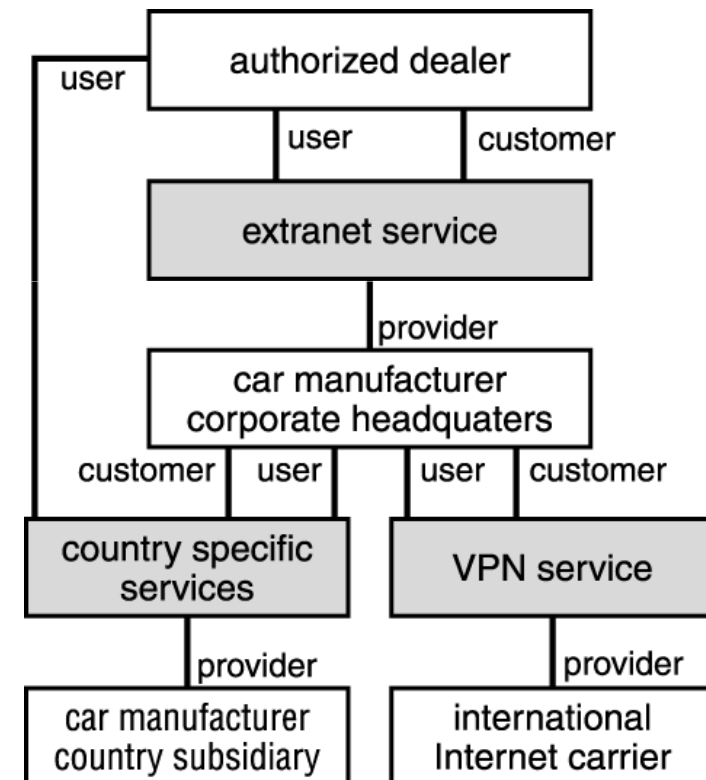 authorized dealer
user
user
customer
extranet service
provider
car manufacturer
corporate headquaters
customer
user
user
customer
country specific
services
VPN service
provider
provider
car manufacturer
country subsidiary
international
Internet carrier